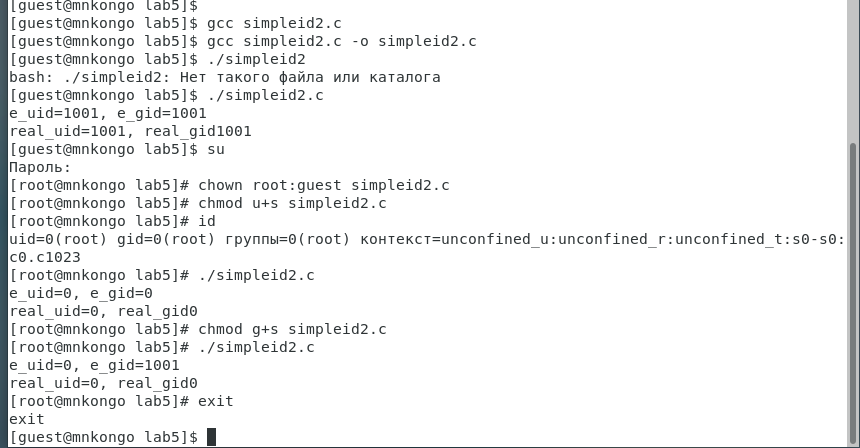 [guest@mnkongo lab5]$
[guest@mnkongo lab5]$ gcc simpleid2.c
[guest@mnkongo lab5]$ gcc simpleid2.c -o simpleid2.c
[guest@mnkongo lab5]$ ./simpleid2
bash: ./simpleid2: Нет такого файла или каталога
[guest@mnkongo lab5]$ ./simpleid2.c
e_uid=1001, e_gid=1001
real_uid=1001, real_gid1001
[guest@mnkongo lab5]$ su
Пароль:
[root@mnkongo lab5]# chown root:guest simpleid2.c
[root@mnkongo lab5]# chmod u+s simpleid2.c
[root@mnkongo lab5]# id
uid=0(root) gid=0(root) группы=0(root) контекст=unconfined_u:unconfined_r:unconfined_t:s0-s0:
c0.c1023
[root@mnkongo lab5]# ./simpleid2.c
e_uid=0, e_gid=0
real_uid=0, real_gid0
[root@mnkongo lab5]# chmod g+s simpleid2.c
[root@mnkongo lab5]# ./simpleid2.c
e_uid=0, e_gid=1001
real_uid=0, real_gid0
[root@mnkongo lab5]# exit
exit
[guest@mnkongo lab5]$